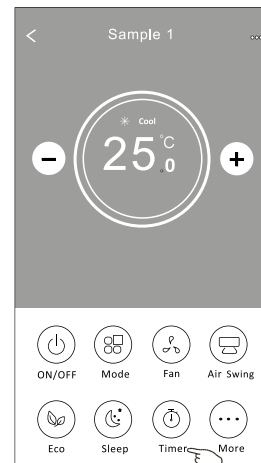 Sample 1
Cool
25.0 °C
ON/OFF Mode Fan Air Swing
Eco Sleep Timer More